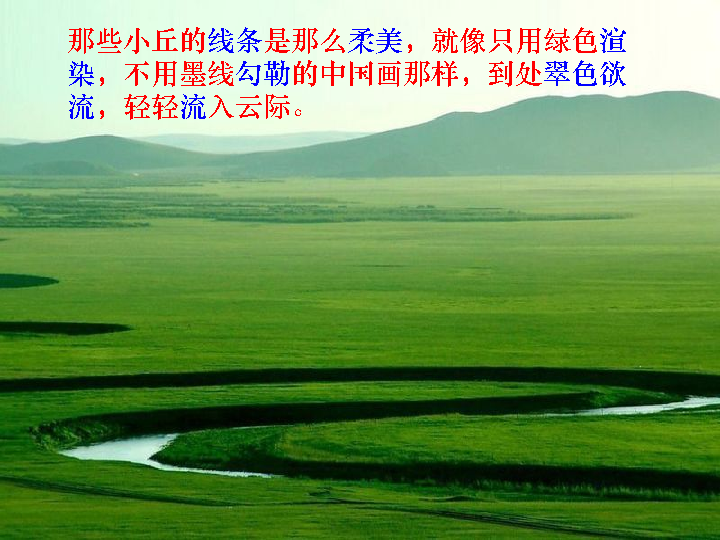 那些小丘的线条是那么柔美，就像只用绿色渲
染，不用墨线勾勒的中国画那样，到处翠色欲
流，轻轻流入云际。